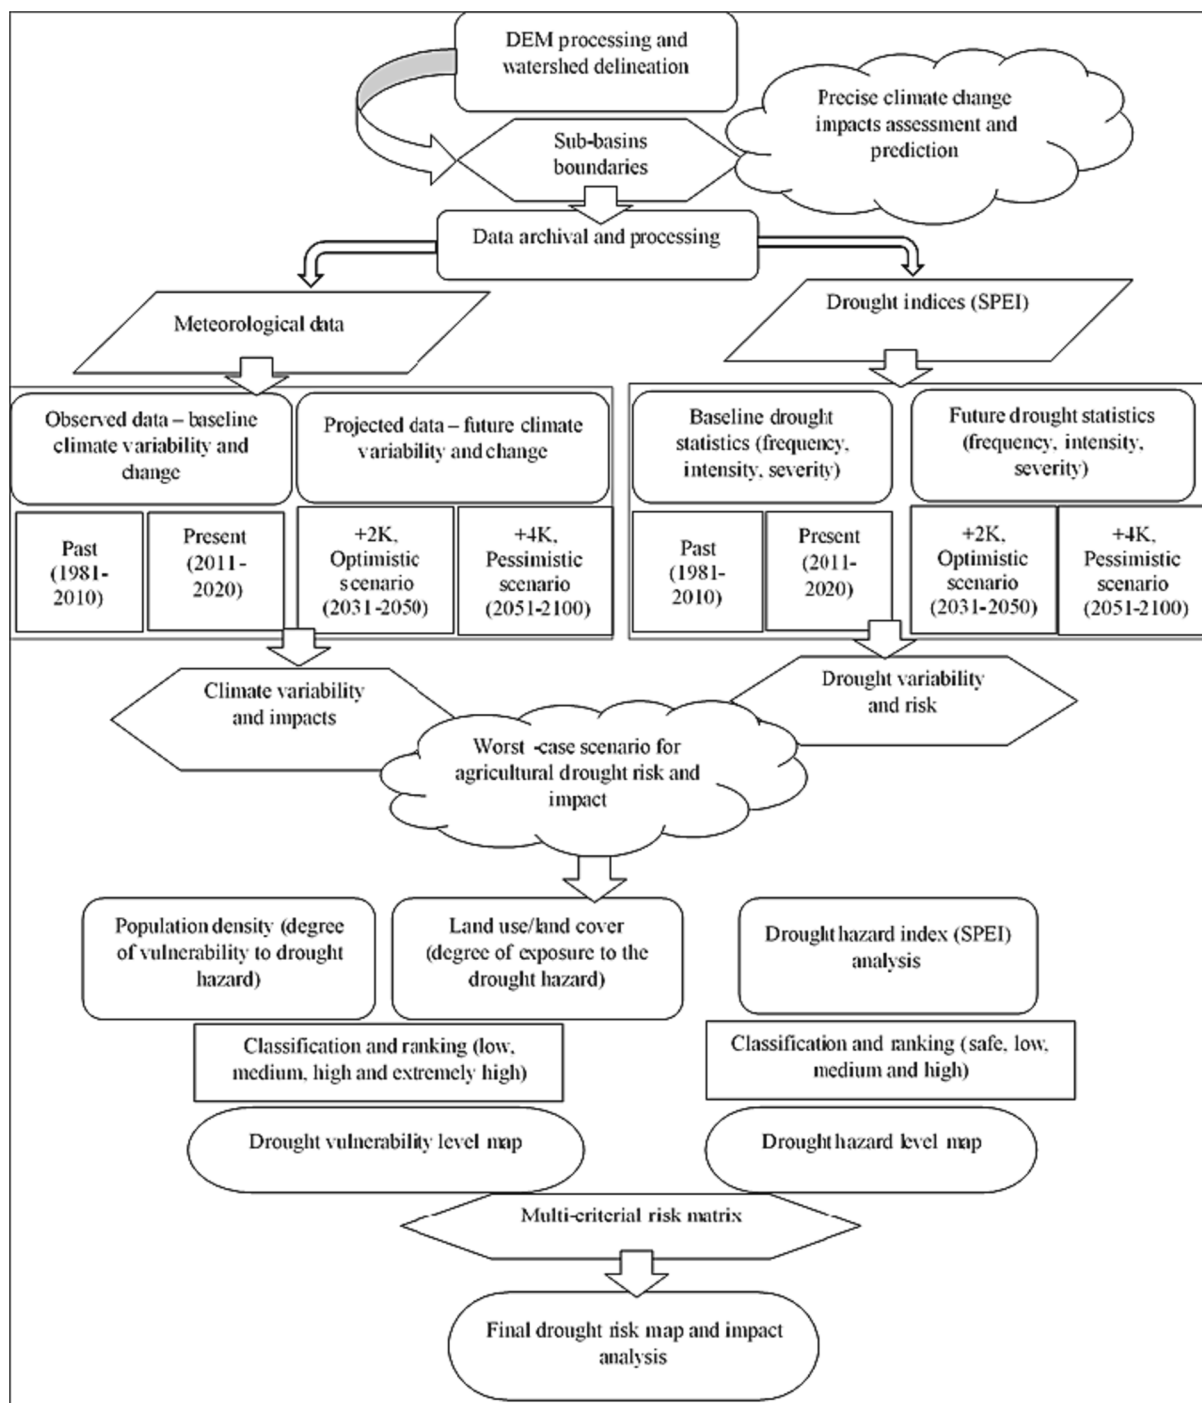 DEM processing and
watershed delineation
Precise climate change
impacts assessment and
prediction
Sub-basins
boundaries
Data archival and processing
Meteorological data
Drought indices (SPEI)
Observed data – baseline
climate variability and
change
Projected data – future climate
variability and change
Baseline drought
statistics (frequency,
intensity, severity)
Future drought statistics
(frequency, intensity,
severity)
Past
(1981-
2010)
Present
(2011-
2020)
+2K,
Optimistic
scenario
(2031-2050)
+4K,
Pessimistic
scenario
(2051-2100)
Past
(1981-
2010)
Present
(2011-
2020)
+2K,
Optimistic
scenario
(2031-2050)
+4K,
Pessimistic
scenario
(2051-2100)
Climate variability
and impacts
Drought variability
and risk
Worst -case scenario for
agricultural drought risk and
impact
Population density (degree
of vulnerability to drought
hazard)
Land use/land cover
(degree of exposure to the
drought hazard)
Drought hazard index (SPEI)
analysis
Classification and ranking (low,
medium, high and extremely high)
Classification and ranking (safe, low,
medium and high)
Drought vulnerability level map
Drought hazard level map
Multi-criterial risk matrix
Final drought risk map and impact
analysis